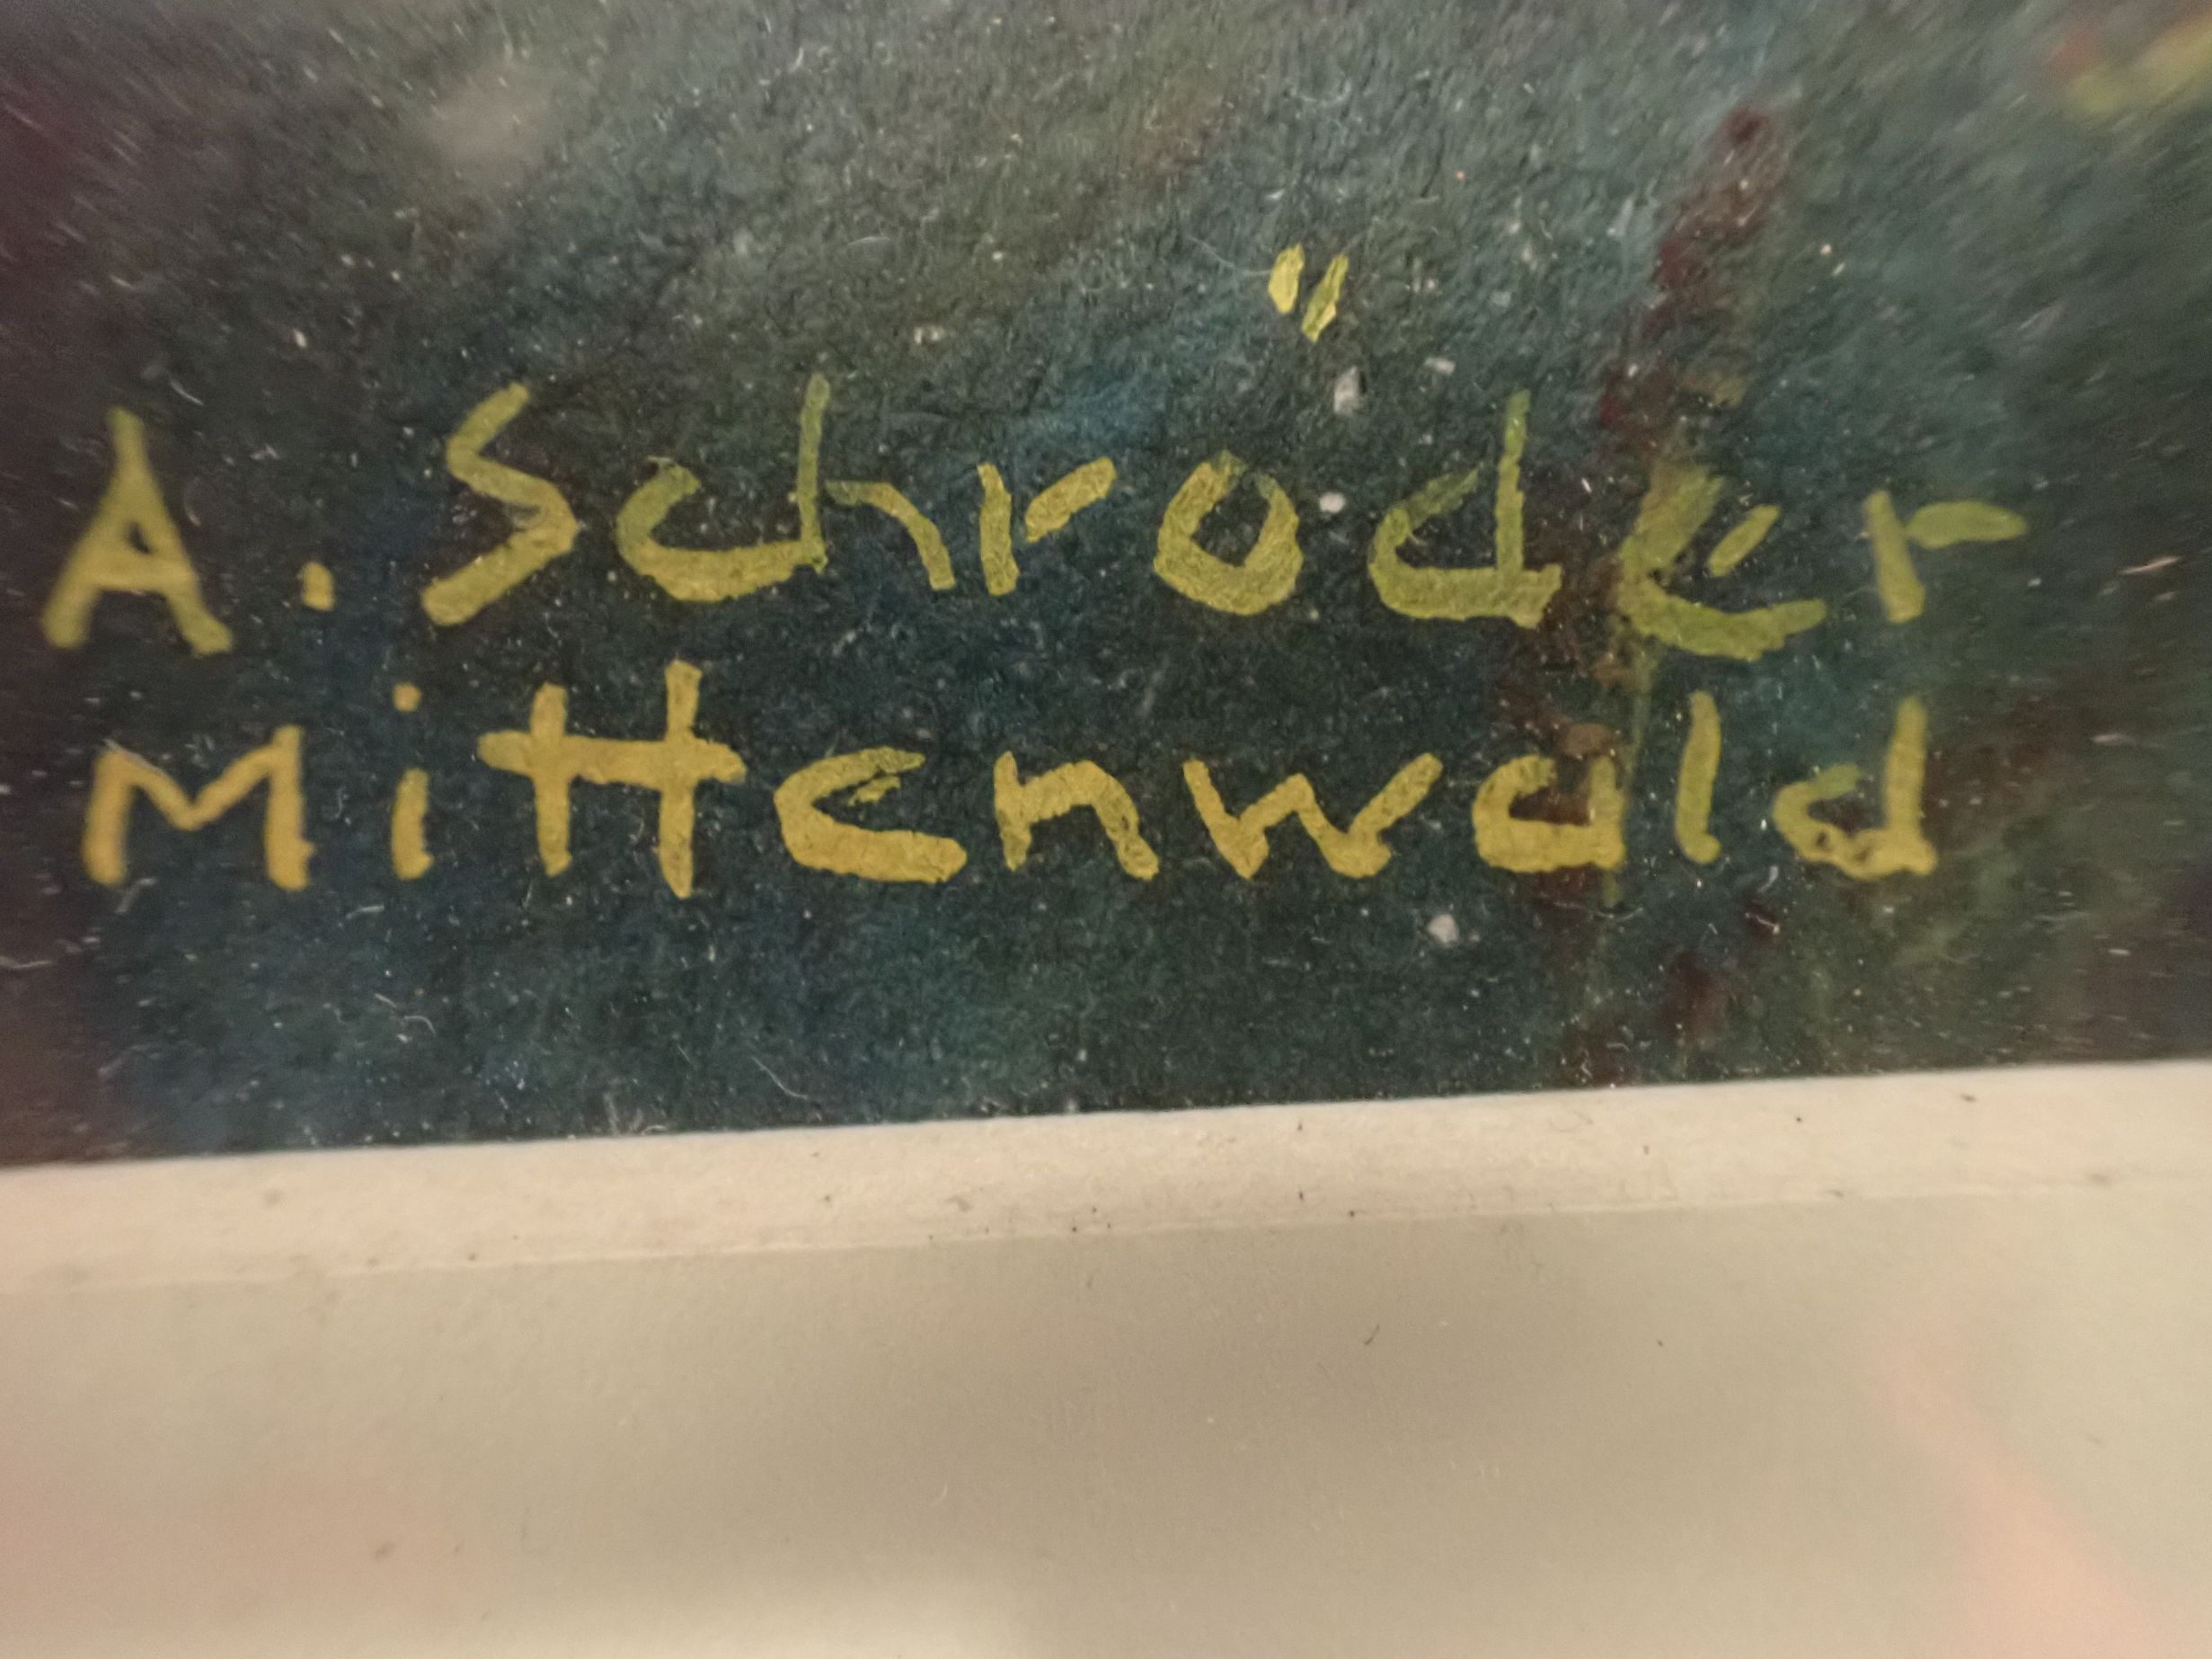 A. Schröder
Mittenwald